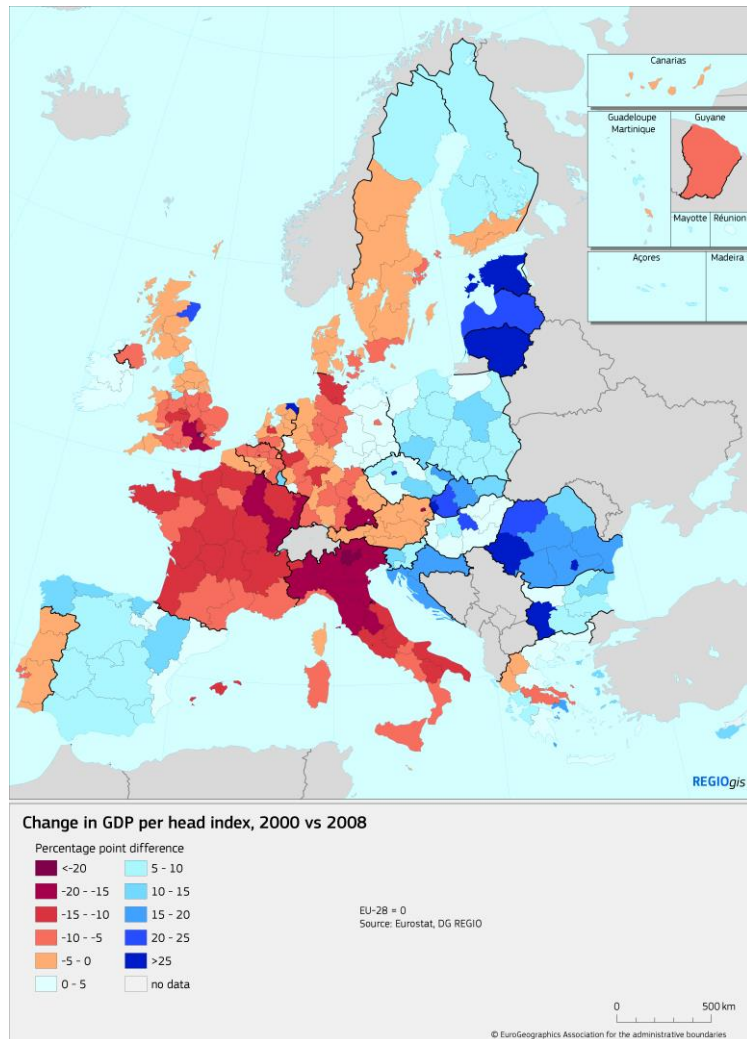 Canarias
Guadeloupe
Martinique
Guyane
Mayotte
Réunion
Açores
Madeira
REGIOgis
Change in GDP per head index, 2000 vs 2008
Percentage point difference
<-20
-20 - -15
-15 - -10
-10 - -5
-5 - 0
0 - 5
5 - 10
10 - 15
15 - 20
20 - 25
>25
no data
EU-28 = 0
Source: Eurostat, DG REGIO
0 500 km
© EuroGeographics Association for the administrative boundaries